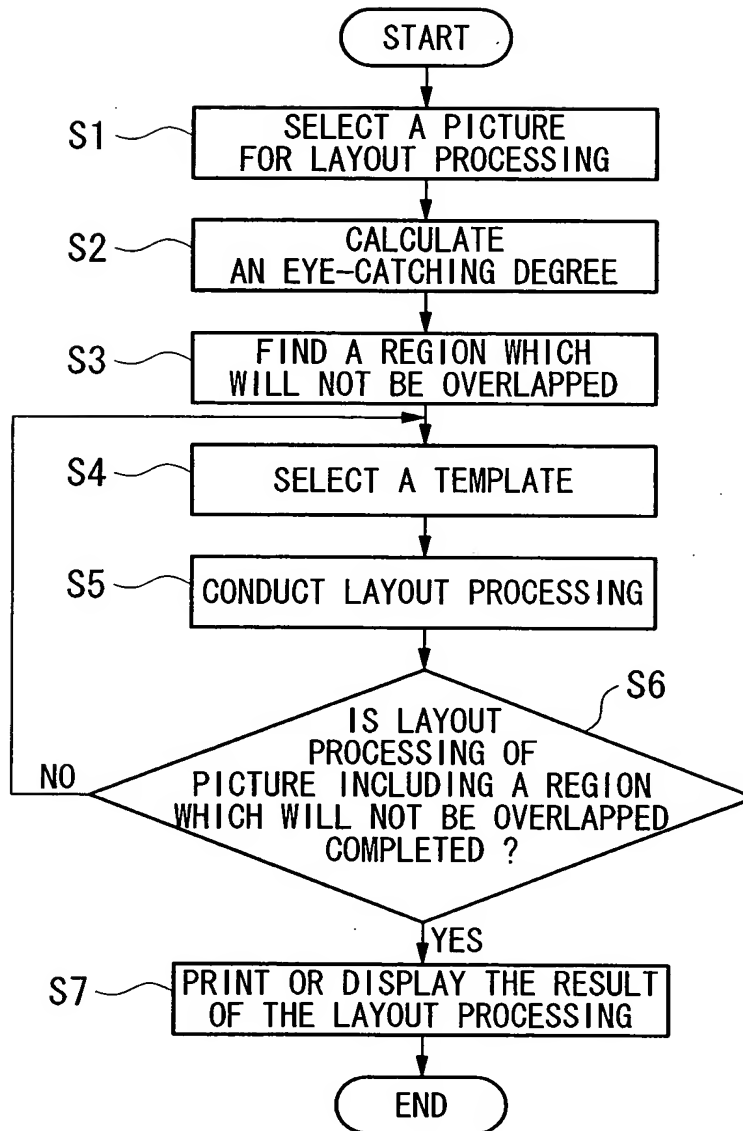 START
S1
SELECT A PICTURE
FOR LAYOUT PROCESSING
S2
CALCULATE
AN EYE-CATCHING DEGREE
S3
FIND A REGION WHICH
WILL NOT BE OVERLAPPED
S4
SELECT A TEMPLATE
S5
CONDUCT LAYOUT PROCESSING
S6
IS LAYOUT
PROCESSING OF
PICTURE INCLUDING A REGION
WHICH WILL NOT BE OVERLAPPED
COMPLETED ?
NO
YES
S7
PRINT OR DISPLAY THE RESULT
OF THE LAYOUT PROCESSING
END